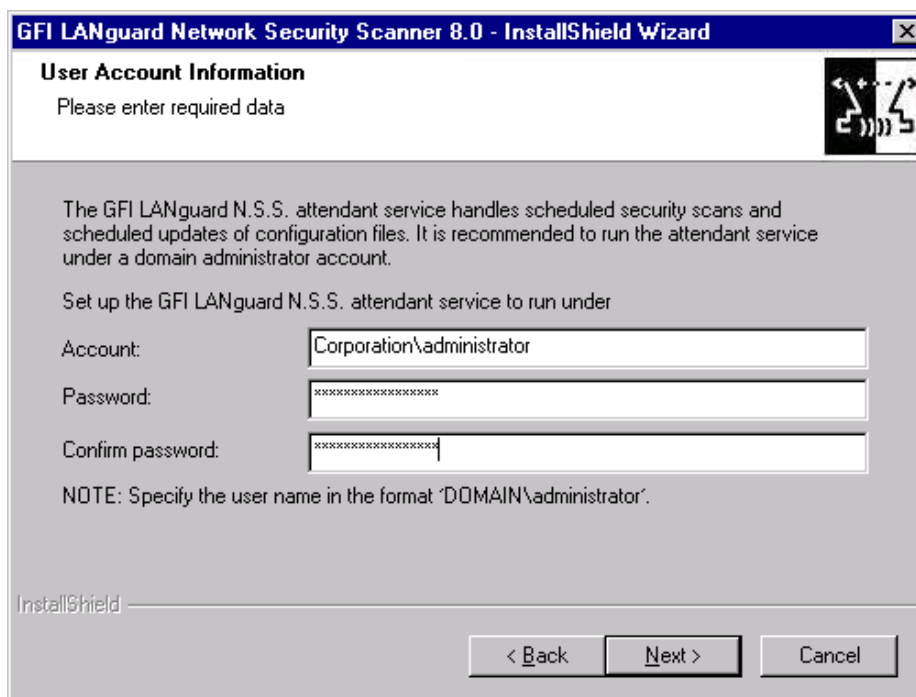 GFI LANguard Network Security Scanner 8.0 - InstallShield Wizard
User Account Information
Please enter required data
The GFI LANguard N.S.S. attendant service handles scheduled security scans and
scheduled updates of configuration files. It is recommended to run the attendant service
under a domain administrator account.
Set up the GFI LANguard N.S.S. attendant service to run under
Account: Corporation\administrator
Password: *****************
Confirm password: *****************
NOTE: Specify the user name in the format ´DOMAIN\administrator´.
InstallShield
< Back Next > Cancel